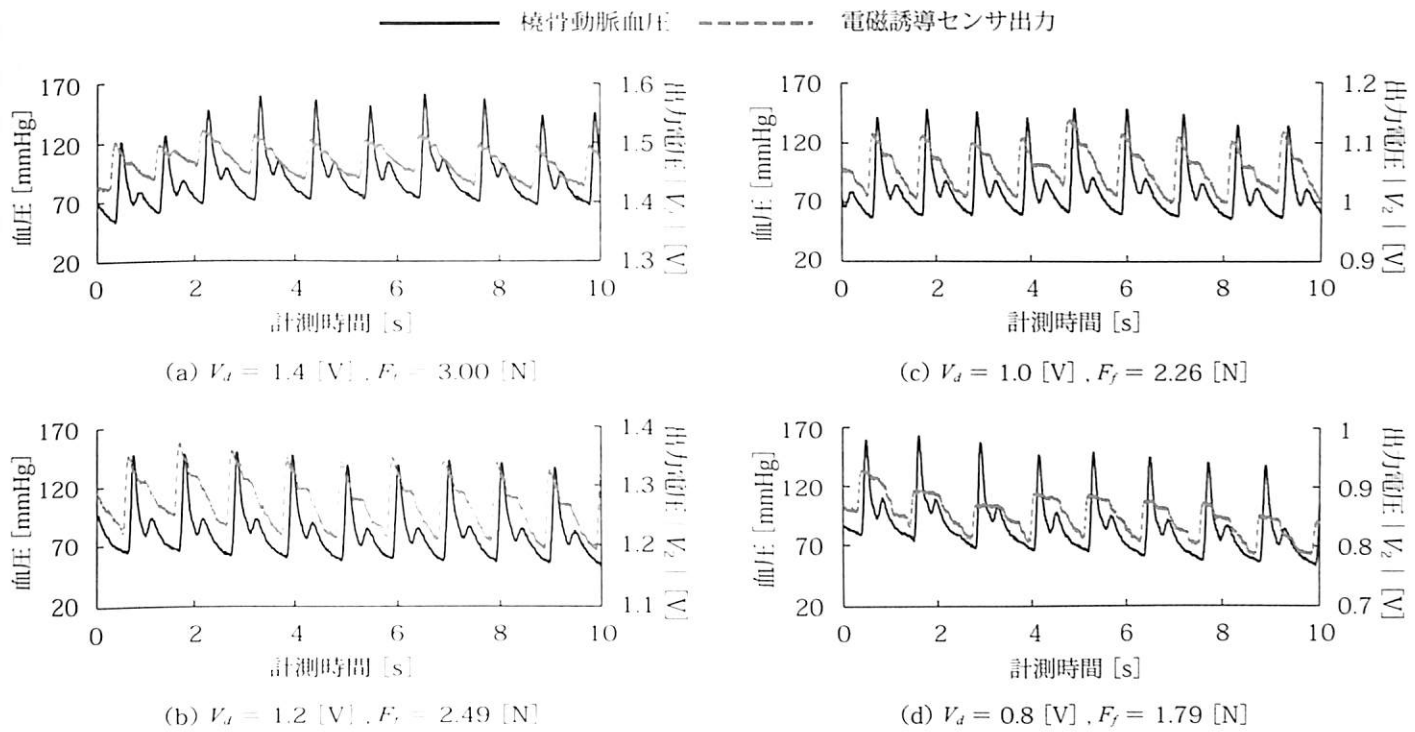 橈骨動脈血圧 電磁誘導センサ出力
170
120
70
20
血圧 [mmHg]
1.6
1.5
1.4
1.3
出力電圧 | V₂ | [V]
0 2 4 6 8 10
計測時間 [s]
(a) V_d = 1.4 [V] , F_f = 3.00 [N]
170
120
70
20
血圧 [mmHg]
1.2
1.1
1
0.9
出力電圧 | V₂ | [V]
0 2 4 6 8 10
計測時間 [s]
(c) V_d = 1.0 [V] , F_f = 2.26 [N]
170
120
70
20
血圧 [mmHg]
1.4
1.3
1.2
1.1
出力電圧 | V₂ | [V]
0 2 4 6 8 10
計測時間 [s]
(b) V_d = 1.2 [V] , F_f = 2.49 [N]
170
120
70
20
血圧 [mmHg]
1
0.9
0.8
0.7
出力電圧 | V₂ | [V]
0 2 4 6 8 10
計測時間 [s]
(d) V_d = 0.8 [V] , F_f = 1.79 [N]